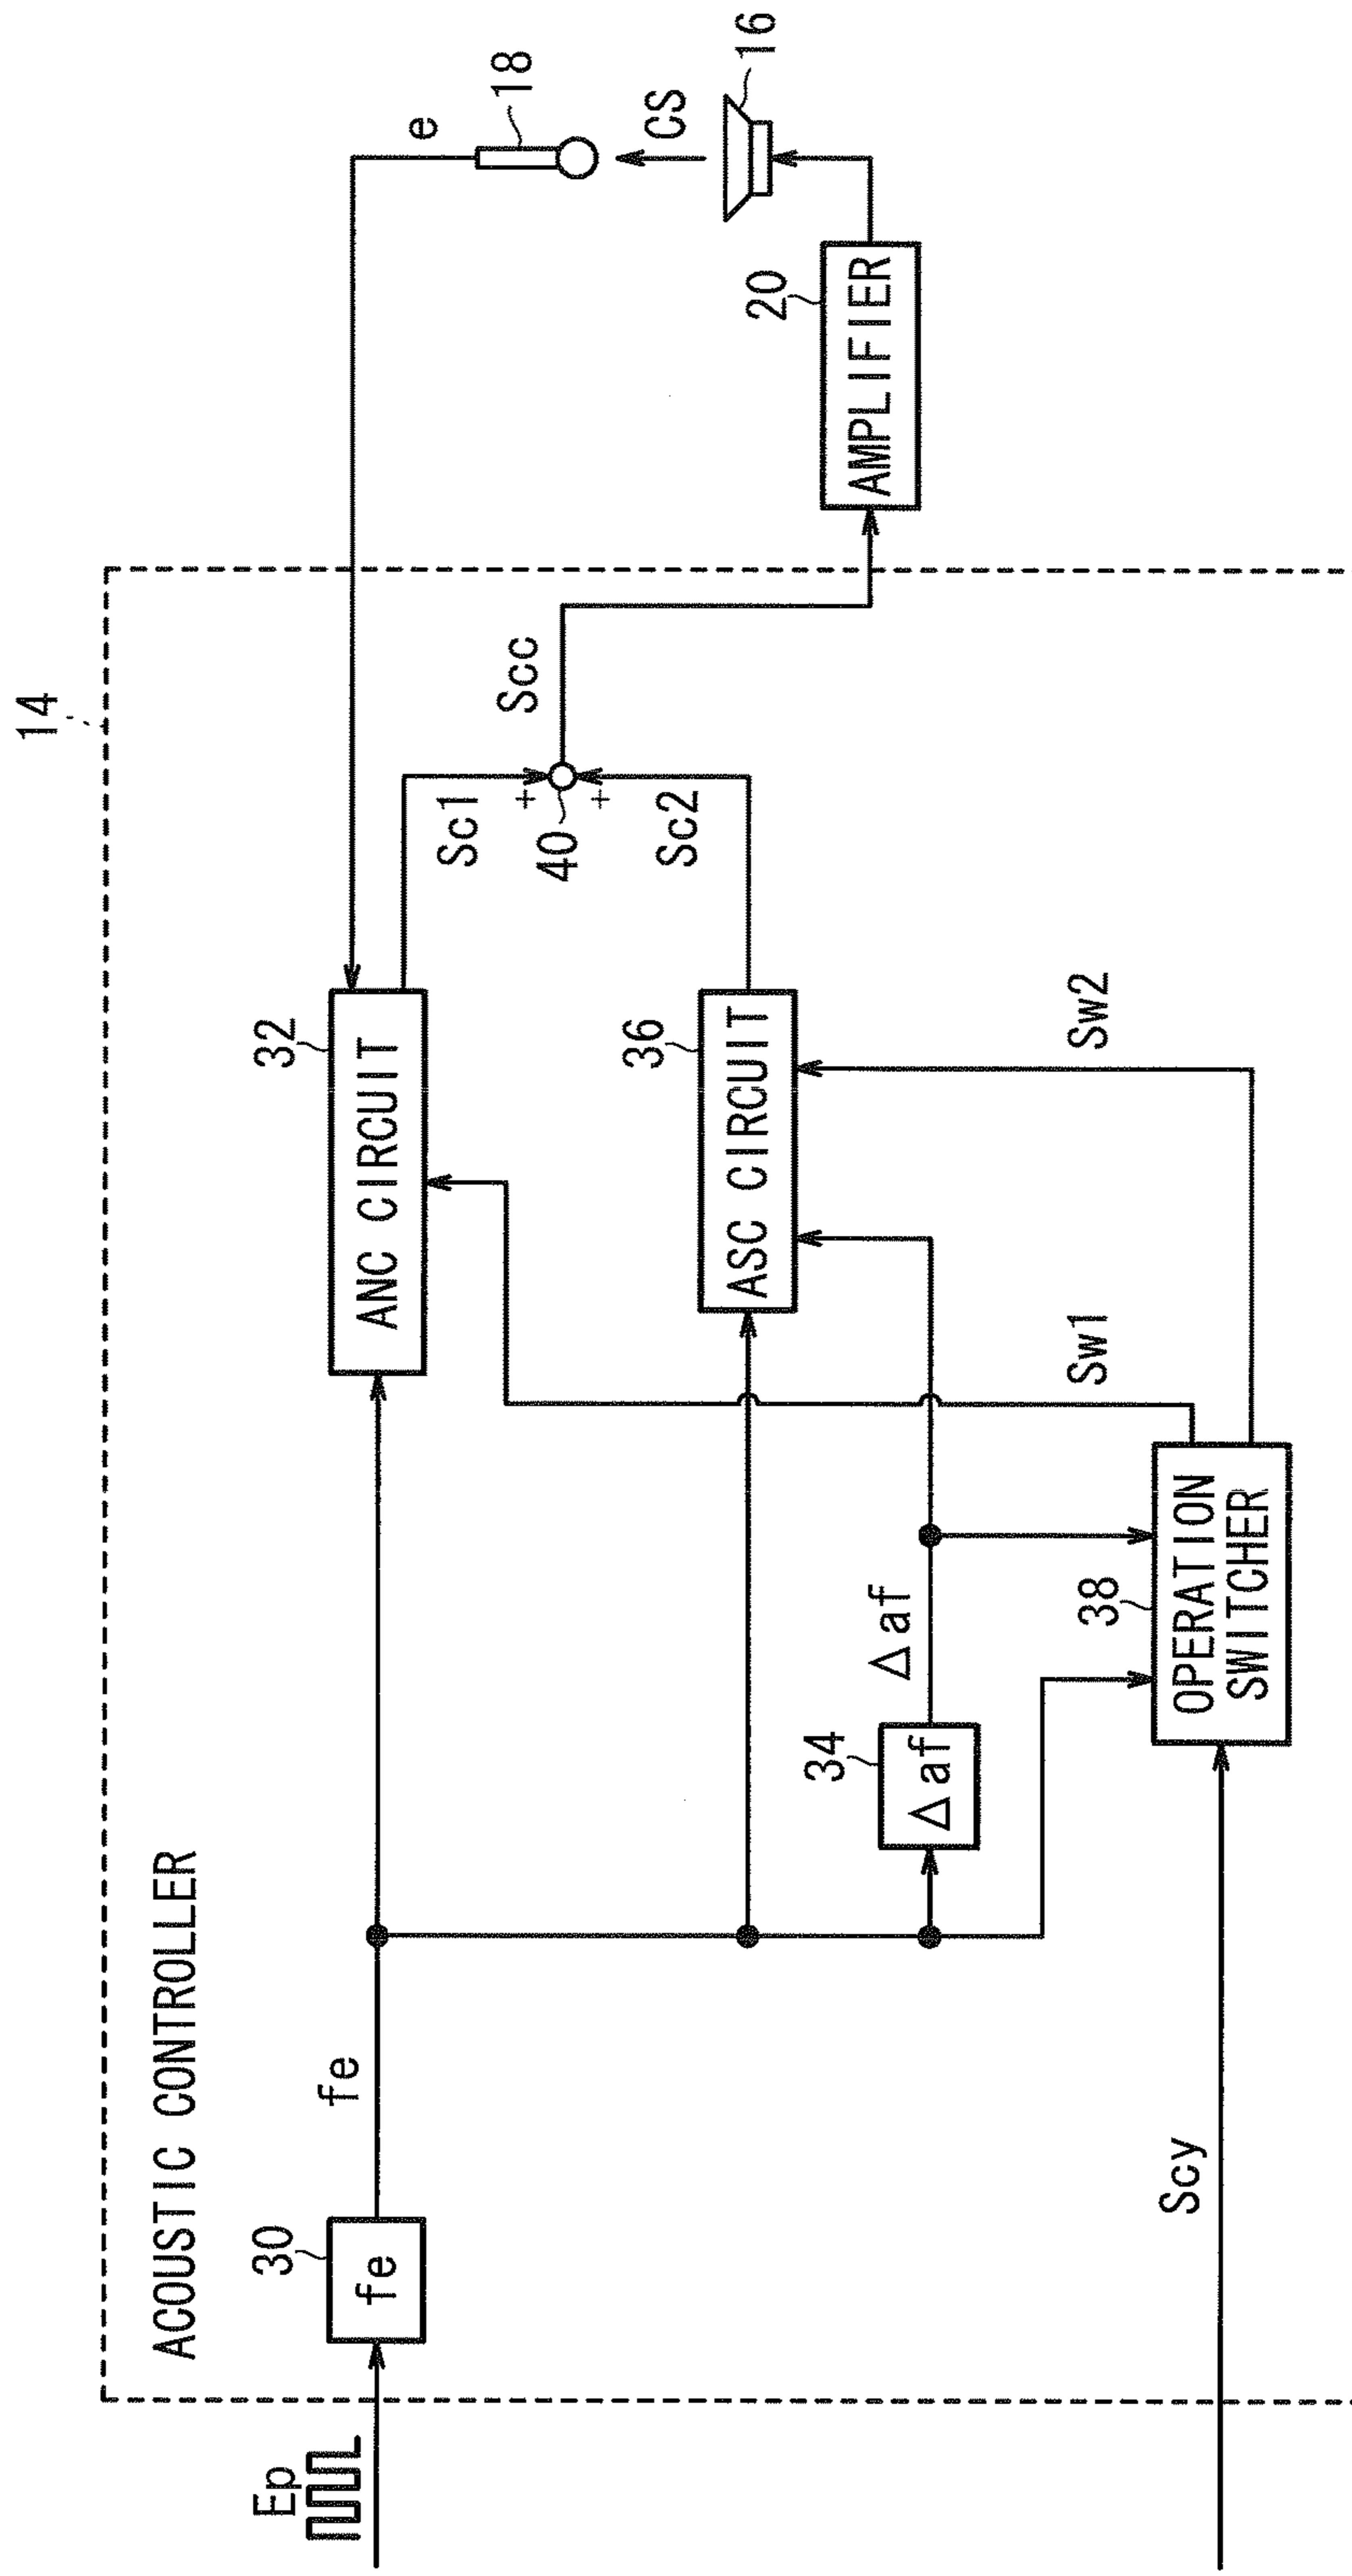 14
ACOUSTIC CONTROLLER
Ep
30
fe
fe
32
ANC CIRCUIT
e
18
CS
16
Sc1
+
40
+
Sc2
Scc
20
AMPLIFIER
36
ASC CIRCUIT
34
Δaf
Δaf
Sw1
Sw2
38
OPERATION
SWITCHER
Scy